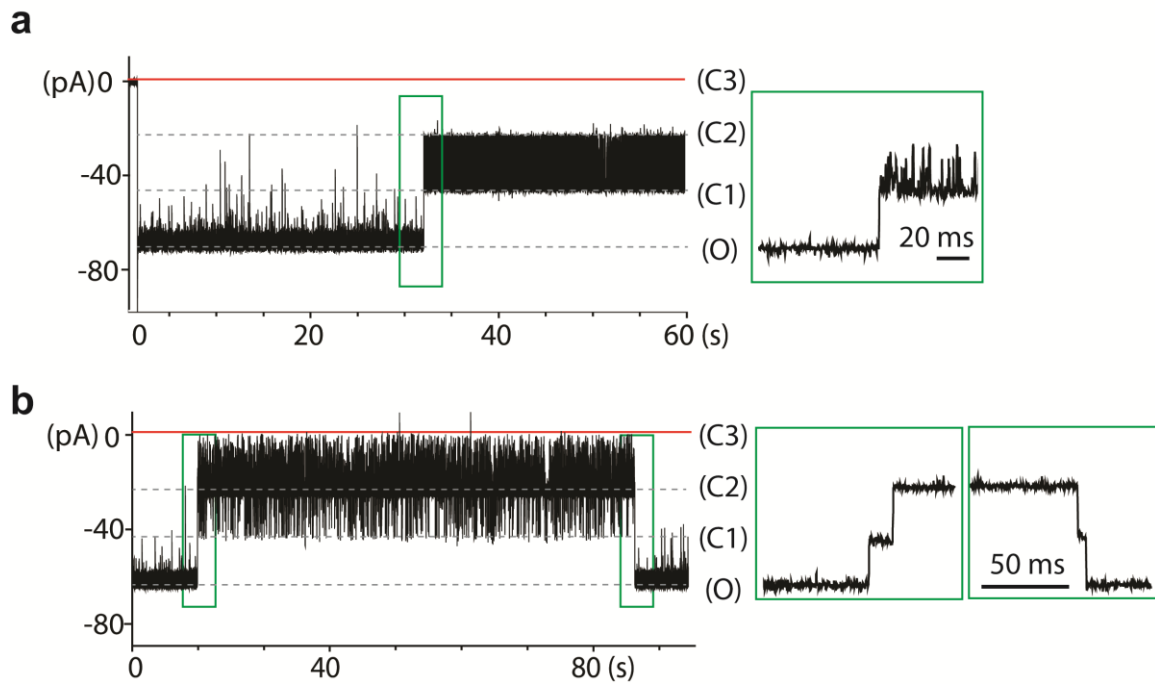 a
(pA) 0
-40
-80
0 20 40 60 (s)
(C3)
(C2)
(C1)
(O)
20 ms
b
(pA) 0
-40
-80
0 40 80 (s)
(C3)
(C2)
(C1)
(O)
50 ms